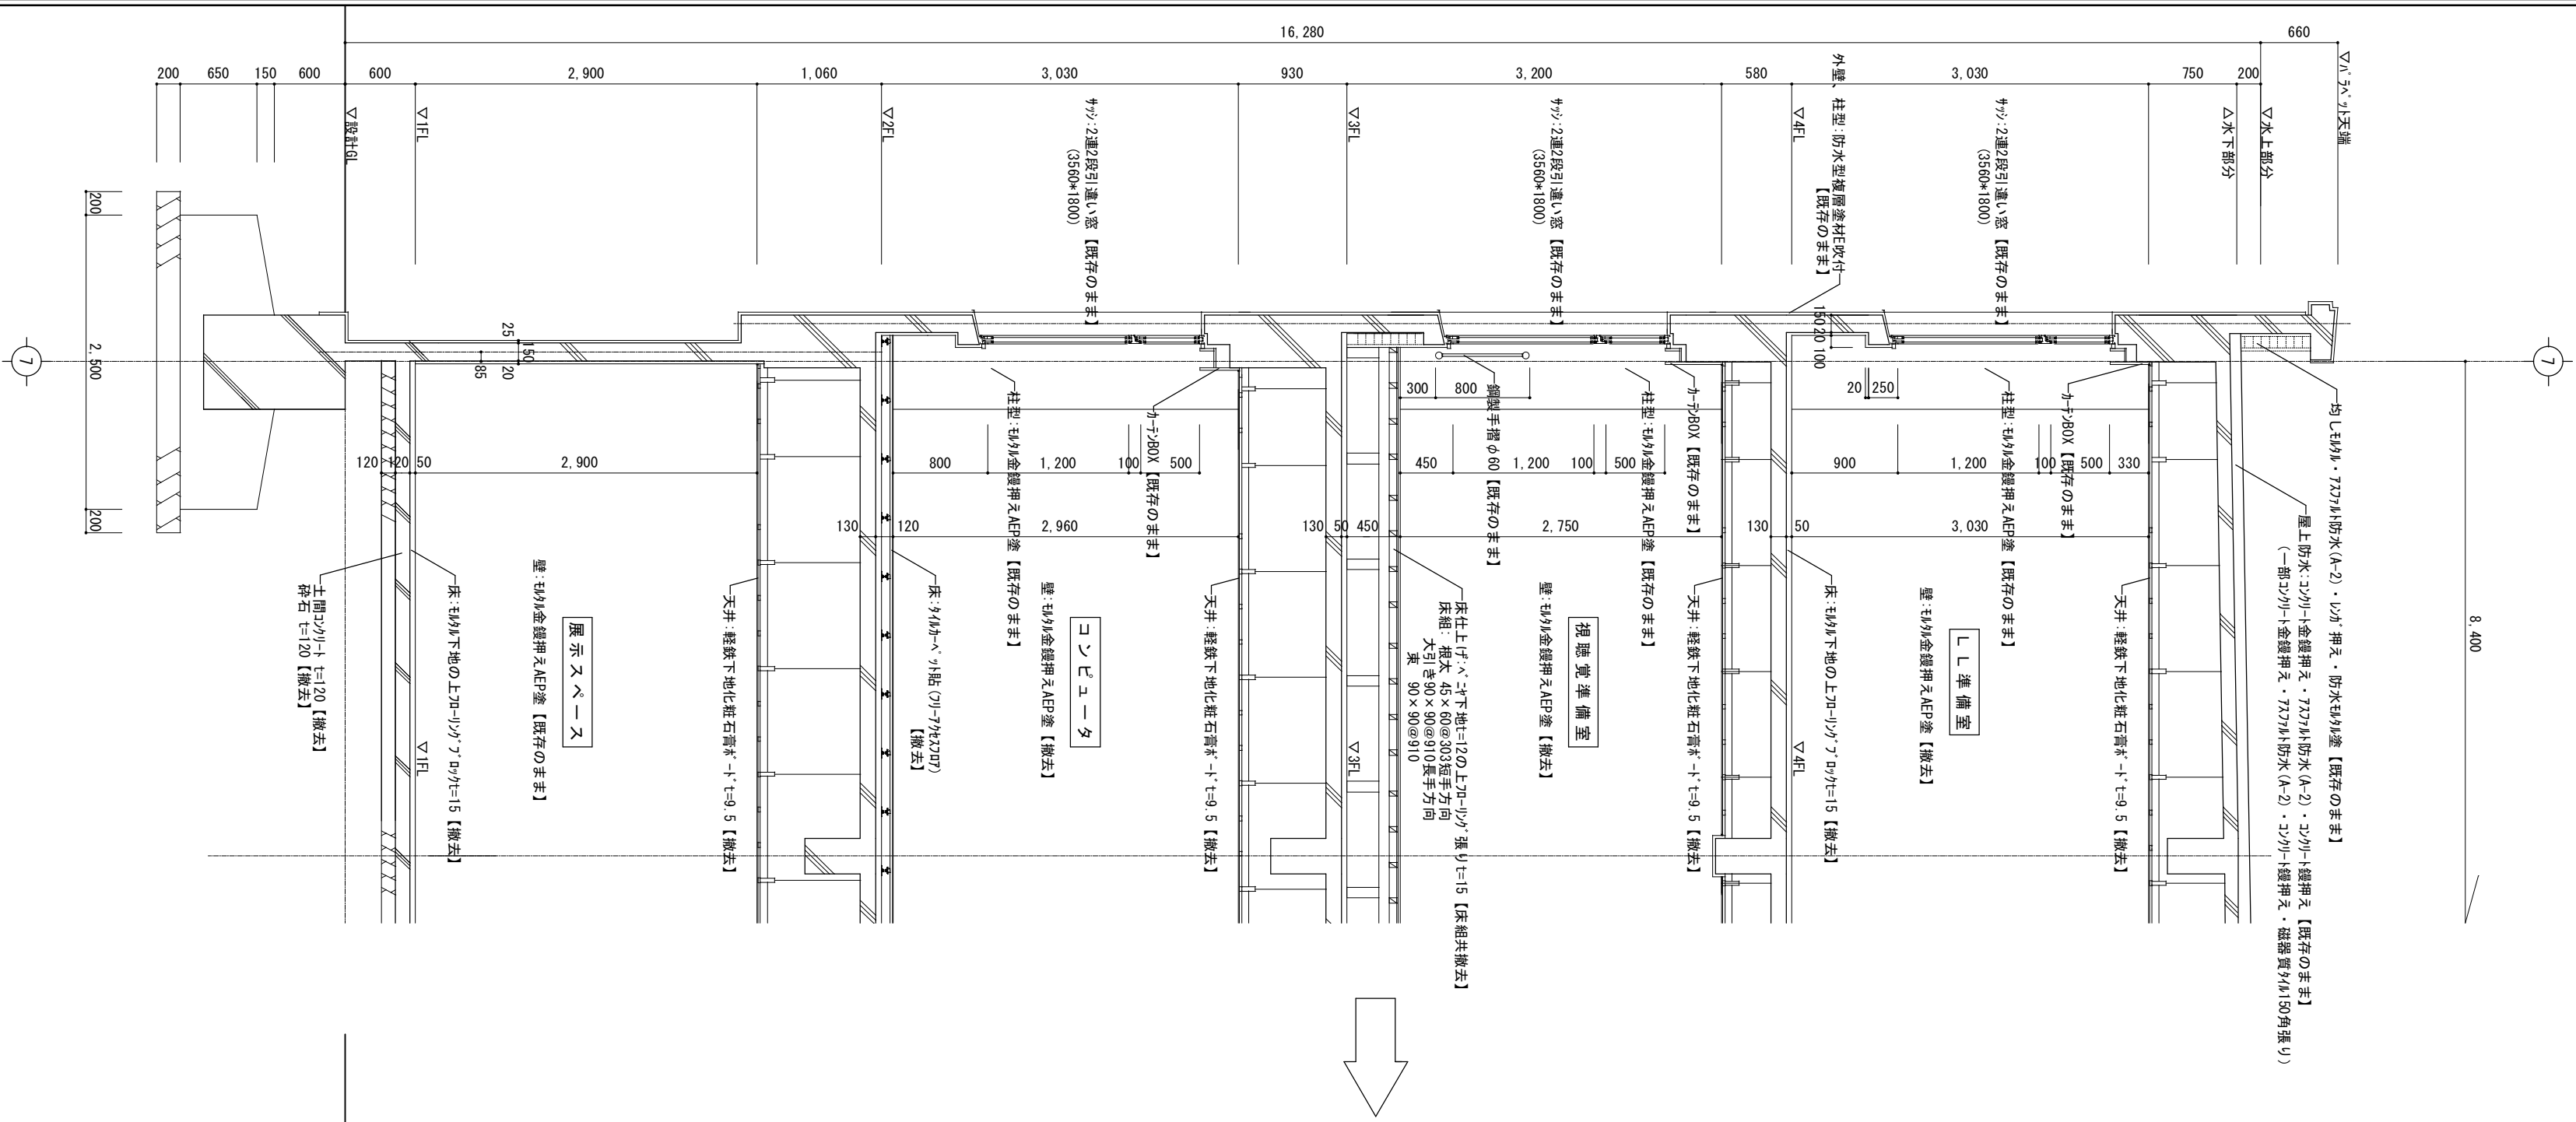 16,280
660
200
650
150
600
600
2,900
1,060
3,030
930
3,200
580
3,030
750
200
▽設計GL
▽1FL
▽2FL
▽3FL
▽4FL
△水下部分
▽水上部分
▽パラペット天端
サッシ:2連2段引違い窓【既存のまま】
(3560*1800)
サッシ:2連2段引違い窓【既存のまま】
(3560*1800)
外壁、柱型:防水型複層塗材E吹付
【既存のまま】
サッシ:2連2段引違い窓【既存のまま】
(3560*1800)
200
2,500
200
7
7
25
150
20
85
150
20
100
300
800
20
250
120
120
50
2,900
800
1,200
100
500
450
1,200
100
500
900
1,200
100
500
330
130
120
2,960
130
50
450
2,750
130
50
3,030
8,400
均しモルタル・アスファルト防水(A-2)・レンガ押え・防水モルタル塗【既存のまま】
屋上防水:コンクリート金鏝押え・アスファルト防水(A-2)・コンクリート鏝押え【既存のまま】
(一部コンクリート金鏝押え・アスファルト防水(A-2)・コンクリート鏝押え・磁器質タイル150角張り)
カーテンBOX【既存のまま】
柱型:モルタル金鏝押えAEP塗【既存のまま】
天井:軽鉄下地化粧石膏ボードt=9.5【撤去】
LL準備室
壁:モルタル金鏝押えAEP塗【撤去】
床:モルタル下地の上フローリングブロックt=15【撤去】
▽4FL
カーテンBOX【既存のまま】
柱型:モルタル金鏝押えAEP塗【既存のまま】
天井:軽鉄下地化粧石膏ボードt=9.5【撤去】
視聴覚準備室
壁:モルタル金鏝押えAEP塗【撤去】
鋼製手摺φ60【既存のまま】
床仕上げ:ベニヤ下地t=12の上フローリング張りt=15【床組共撤去】
床組: 根太 45×60@303短手方向
大引き90×90@910長手方向
束 90×90@910
▽3FL
カーテンBOX【既存のまま】
柱型:モルタル金鏝押えAEP塗【既存のまま】
天井:軽鉄下地化粧石膏ボードt=9.5【撤去】
コンピュータ
壁:モルタル金鏝押えAEP塗【撤去】
床:タイルカーペット貼(フリーアクセスフロア)
【撤去】
天井:軽鉄下地化粧石膏ボードt=9.5【撤去】
展示スペース
壁:モルタル金鏝押えAEP塗【既存のまま】
床:モルタル下地の上フローリングブロックt=15【撤去】
▽1FL
土間コンクリート t=120【撤去】
砕石 t=120【撤去】